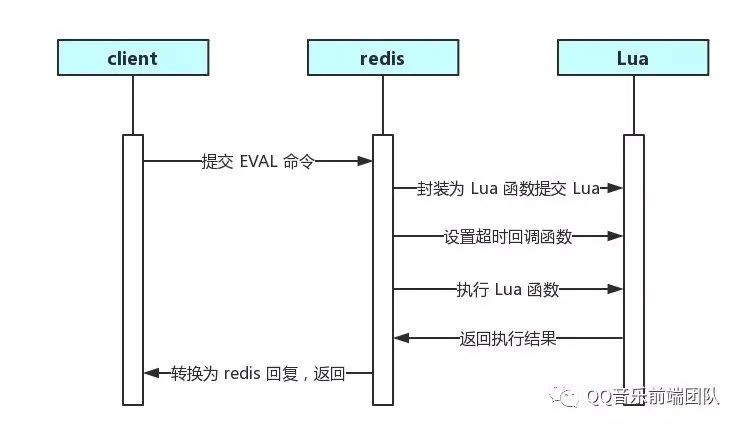 client
redis
Lua
提交 EVAL 命令
封装为 Lua 函数提交 Lua
设置超时回调函数
执行 Lua 函数
返回执行结果
转换为 redis 回复，返回
QQ音乐前端团队